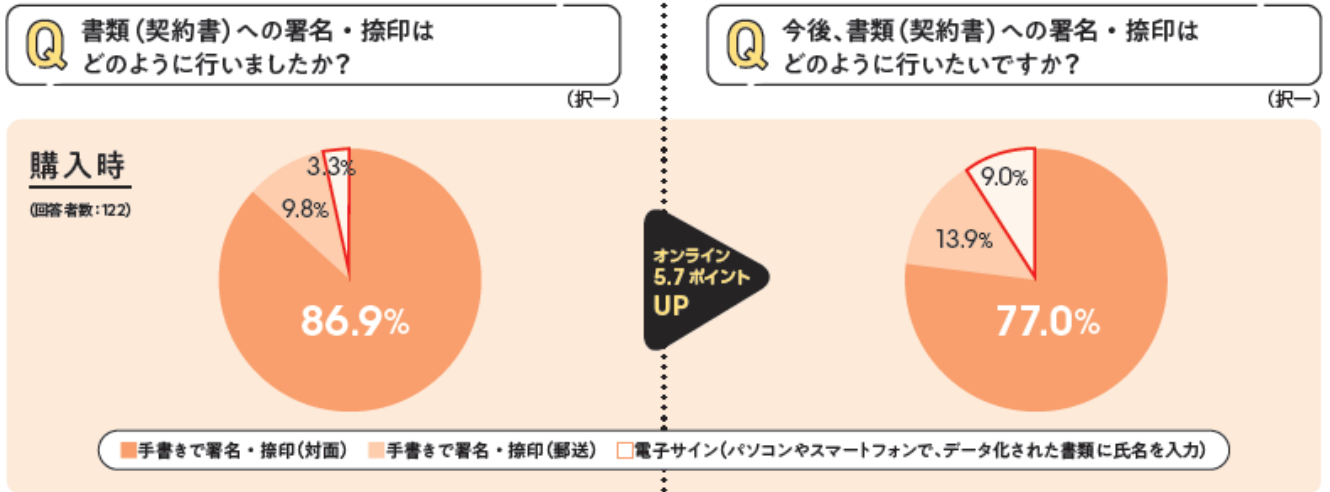 Q 書類(契約書)への署名・捺印は
どのように行いましたか?
(択一)
Q 今後、書類(契約書)への署名・捺印は
どのように行いたいですか?
(択一)
購入時
(回答者数:122)
3.3%
9.8%
86.9%
オンライン
5.7ポイント
UP
9.0%
13.9%
77.0%
手書きで署名・捺印(対面) 手書きで署名・捺印(郵送) 電子サイン(パソコンやスマートフォンで、データ化された書類に氏名を入力)